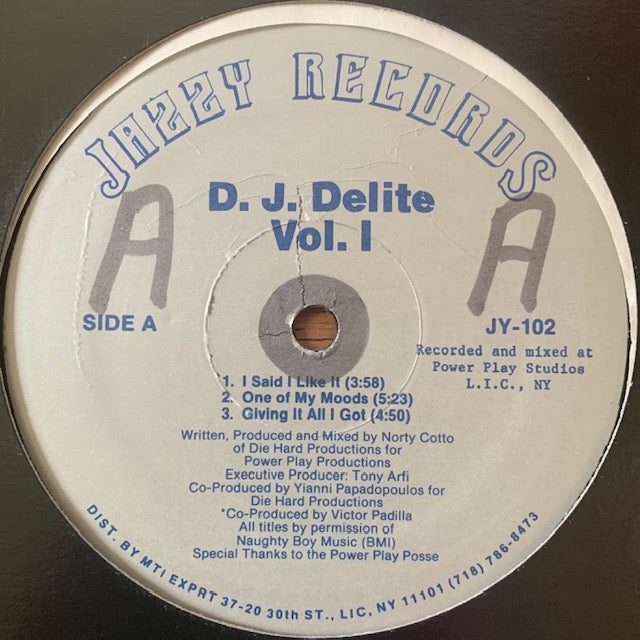 JAZZY RECORDS
D. J. Delite
Vol. I
A
A
SIDE A
JY-102
Recorded and mixed at
Power Play Studios
L.I.C., NY
1. I Said I Like It (3:58)
2. One of My Moods (5:23)
3. Giving It All I Got (4:50)
Written, Produced and Mixed by Norty Cotto
of Die Hard Productions for
Power Play Productions
Executive Producer: Tony Arfi
Co-Produced by Yianni Papadopoulos for
Die Hard Productions
*Co-Produced by Victor Padilla
All titles by permission of
Naughty Boy Music (BMI)
Special Thanks to the Power Play Posse
DIST. BY MTI EXPRT 37-20 30th ST., LIC, NY 11101 (718) 786-8473